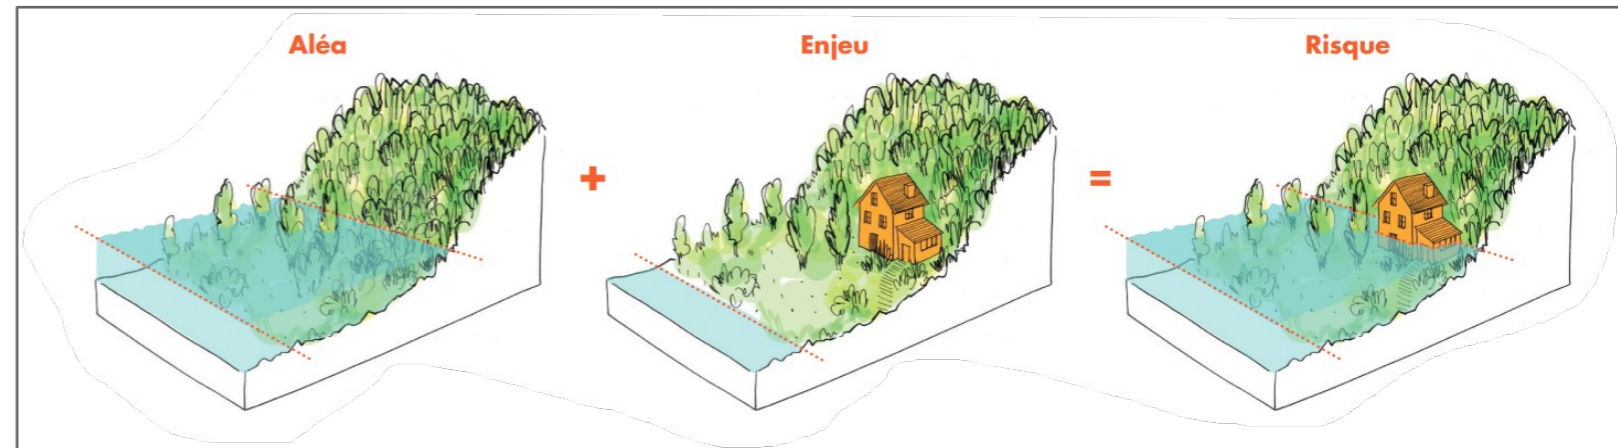 Aléa
+
Enjeu
=
Risque